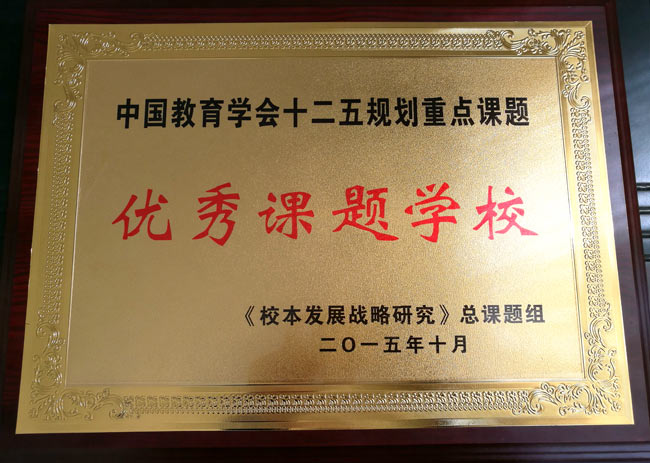 中国教育学会十二五规划重点课题
优秀课题学校
《校本发展战略研究》总课题组
二〇一五年十月